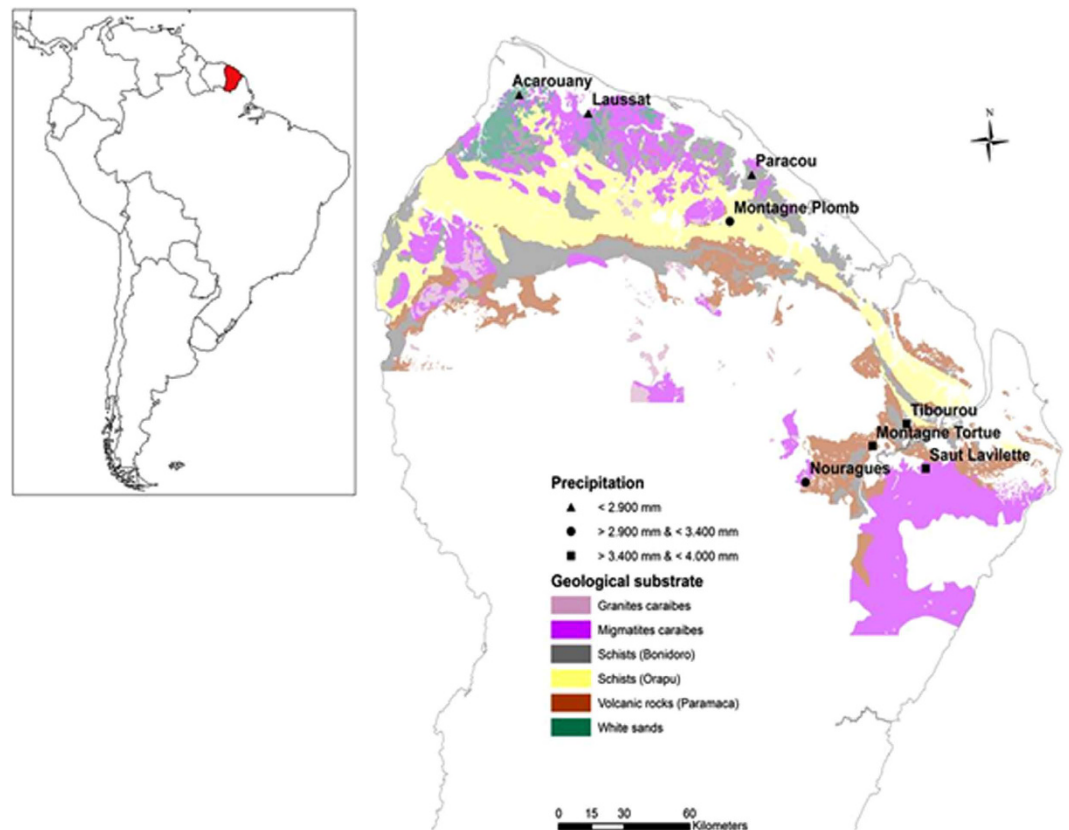 Acarouany
Laussat
N
Paracou
Montagne Plomb
Tibourou
Montagne Tortue
Saut Lavilette
Nouragues
Precipitation
< 2.900 mm
> 2.900 mm & < 3.400 mm
> 3.400 mm & < 4.000 mm
Geological substrate
Granites caraibes
Migmatites caraibes
Schists (Bonidoro)
Schists (Orapu)
Volcanic rocks (Paramaca)
White sands
0 15 30 60
Kilometers